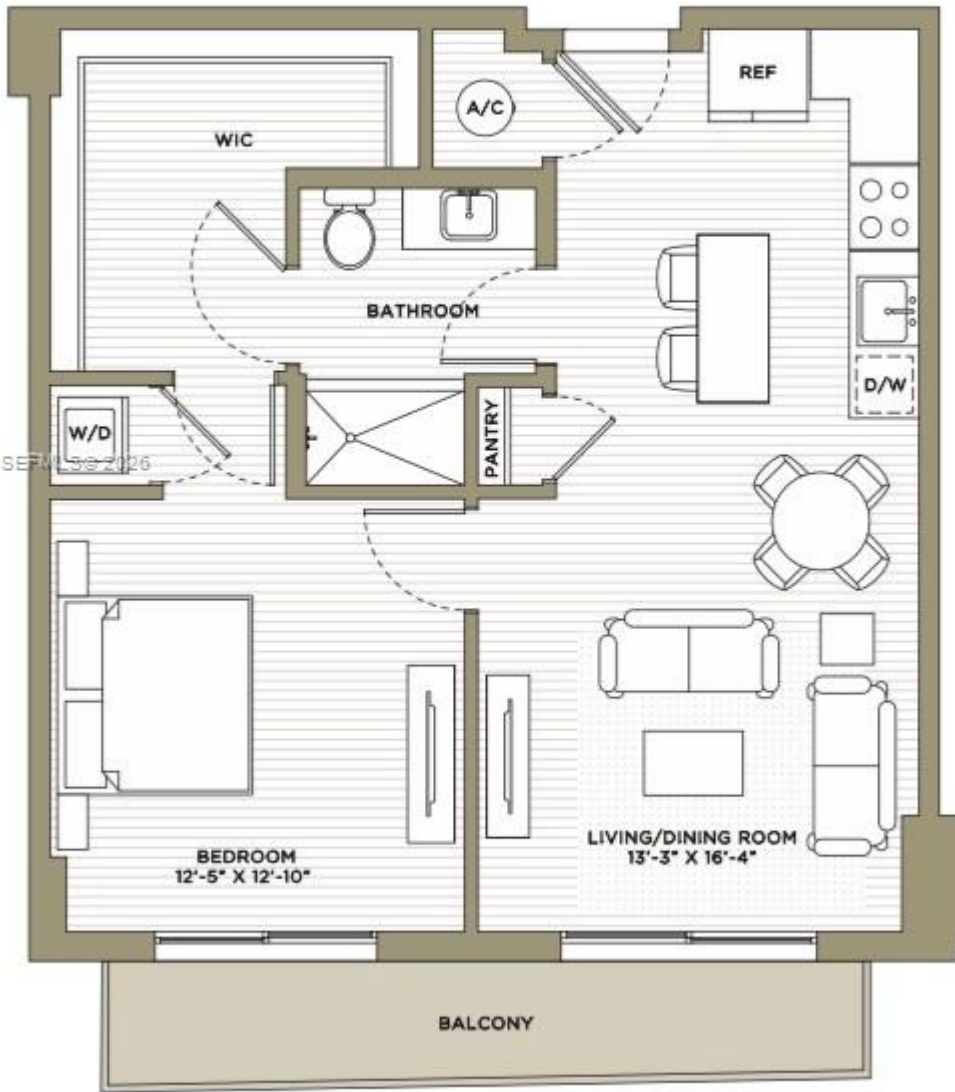 REF
A/C
WIC
BATHROOM
D/W
W/D
PANTRY
SEFMLS© 2026
LIVING/DINING ROOM
13'-3" X 16'-4"
BEDROOM
12'-5" X 12'-10"
BALCONY